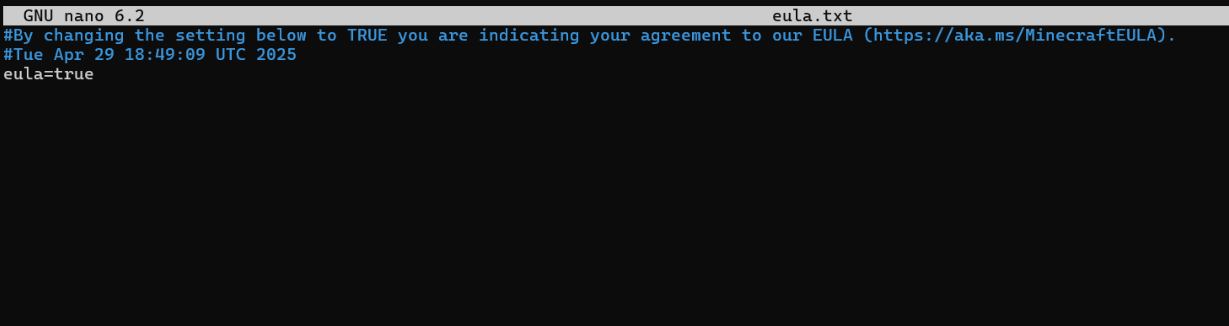 GNU nano 6.2 eula.txt
#By changing the setting below to TRUE you are indicating your agreement to our EULA (https://aka.ms/MinecraftEULA).
#Tue Apr 29 18:49:09 UTC 2025
eula=true